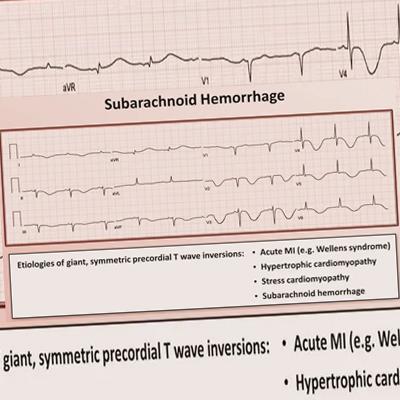 aVR
V1
V4
Subarachnoid Hemorrhage
I
aVR
V1
V4
II
aVL
V2
V5
III
aVF
V3
V6
Etiologies of giant, symmetric precordial T wave inversions:
• Acute MI (e.g. Wellens syndrome)
• Hypertrophic cardiomyopathy
• Stress cardiomyopathy
• Subarachnoid hemorrhage
giant, symmetric precordial T wave inversions:
• Acute MI (e.g. Wel
• Hypertrophic card